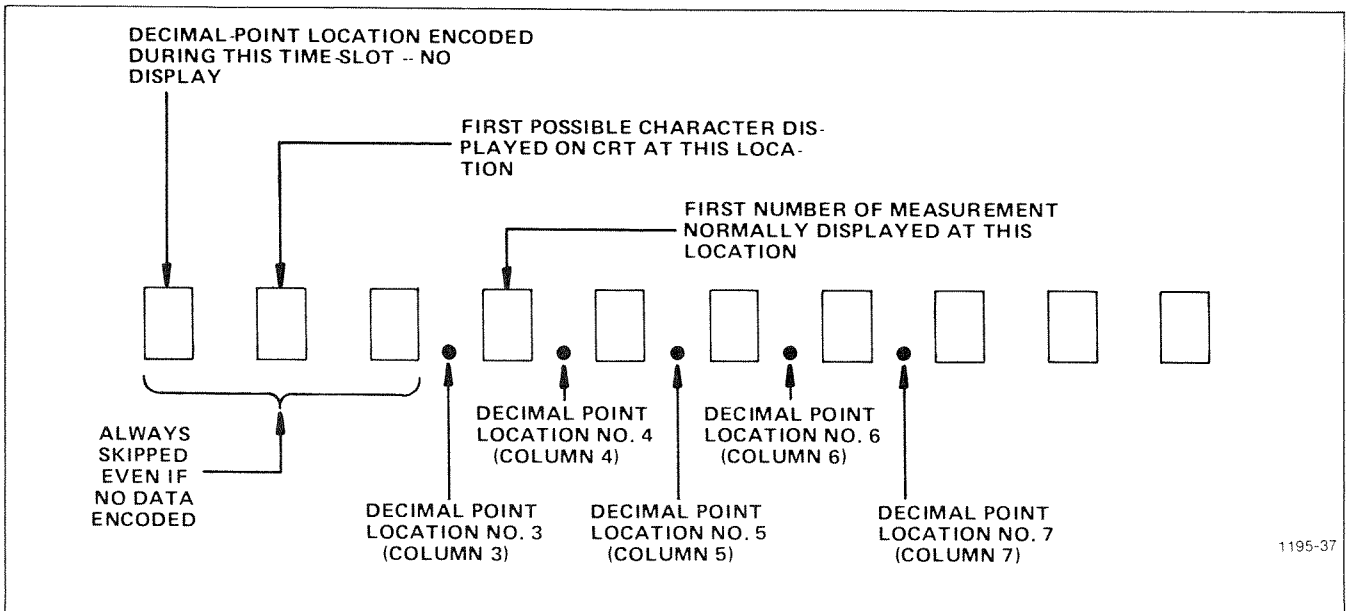 DECIMAL-POINT LOCATION ENCODED
DURING THIS TIME-SLOT -- NO
DISPLAY
FIRST POSSIBLE CHARACTER DIS-
PLAYED ON CRT AT THIS LOCA-
TION
FIRST NUMBER OF MEASUREMENT
NORMALLY DISPLAYED AT THIS
LOCATION
ALWAYS
SKIPPED
EVEN IF
NO DATA
ENCODED
DECIMAL POINT
LOCATION NO. 3
(COLUMN 3)
DECIMAL POINT
LOCATION NO. 4
(COLUMN 4)
DECIMAL POINT
LOCATION NO. 5
(COLUMN 5)
DECIMAL POINT
LOCATION NO. 6
(COLUMN 6)
DECIMAL POINT
LOCATION NO. 7
(COLUMN 7)
1195-37